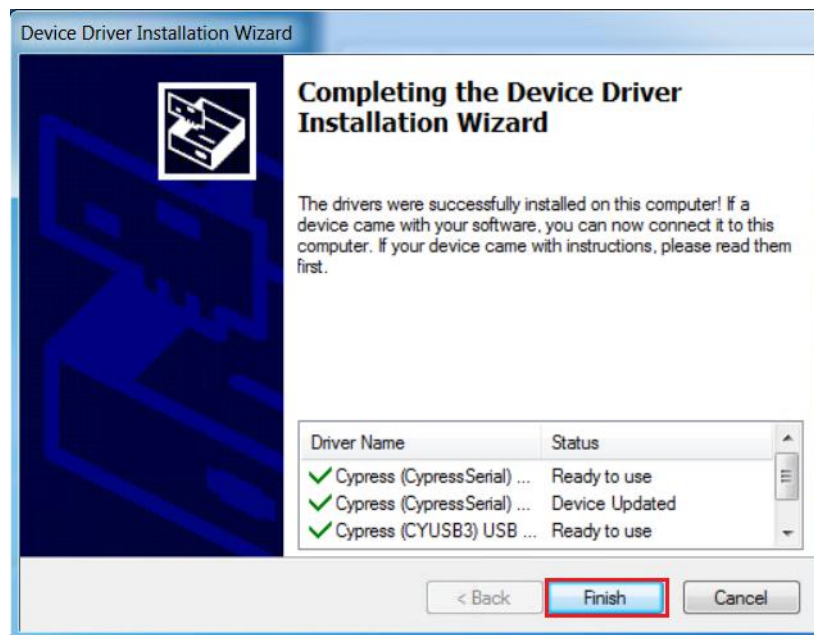 Device Driver Installation Wizard
Completing the Device Driver
Installation Wizard
The drivers were successfully installed on this computer! If a
device came with your software, you can now connect it to this
computer. If your device came with instructions, please read them
first.
Driver Name Status
Cypress (CypressSerial) ... Ready to use
Cypress (CypressSerial) ... Device Updated
Cypress (CYUSB3) USB ... Ready to use
< Back Finish Cancel